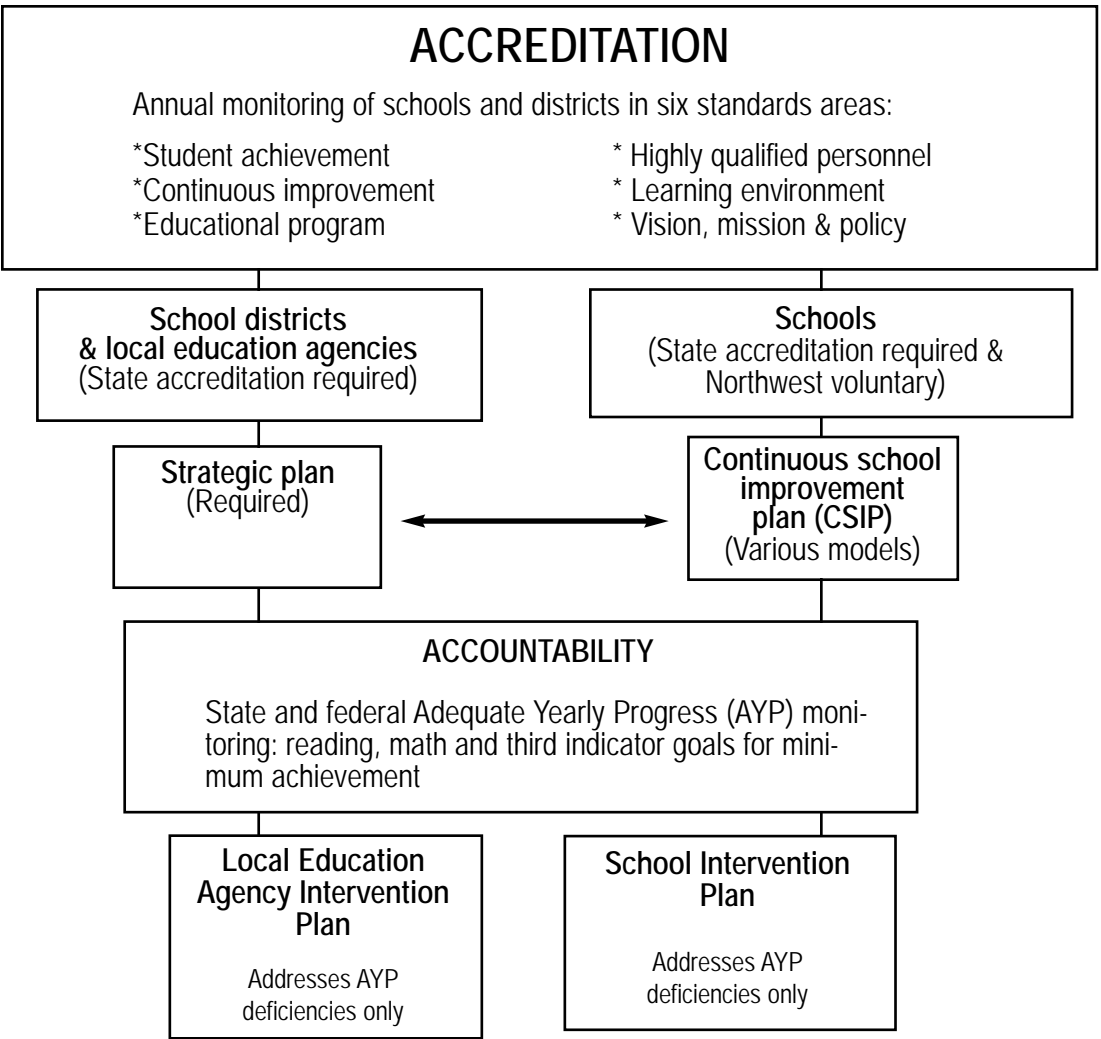 ACCREDITATION
Annual monitoring of schools and districts in six standards areas:
*Student achievement
*Continuous improvement
*Educational program
* Highly qualified personnel
* Learning environment
* Vision, mission & policy
School districts
& local education agencies
(State accreditation required)
Schools
(State accreditation required &
Northwest voluntary)
Strategic plan
(Required)
Continuous school
improvement
plan (CSIP)
(Various models)
ACCOUNTABILITY
State and federal Adequate Yearly Progress (AYP) moni-
toring: reading, math and third indicator goals for mini-
mum achievement
Local Education
Agency Intervention
Plan
Addresses AYP
deficiencies only
School Intervention
Plan
Addresses AYP
deficiencies only